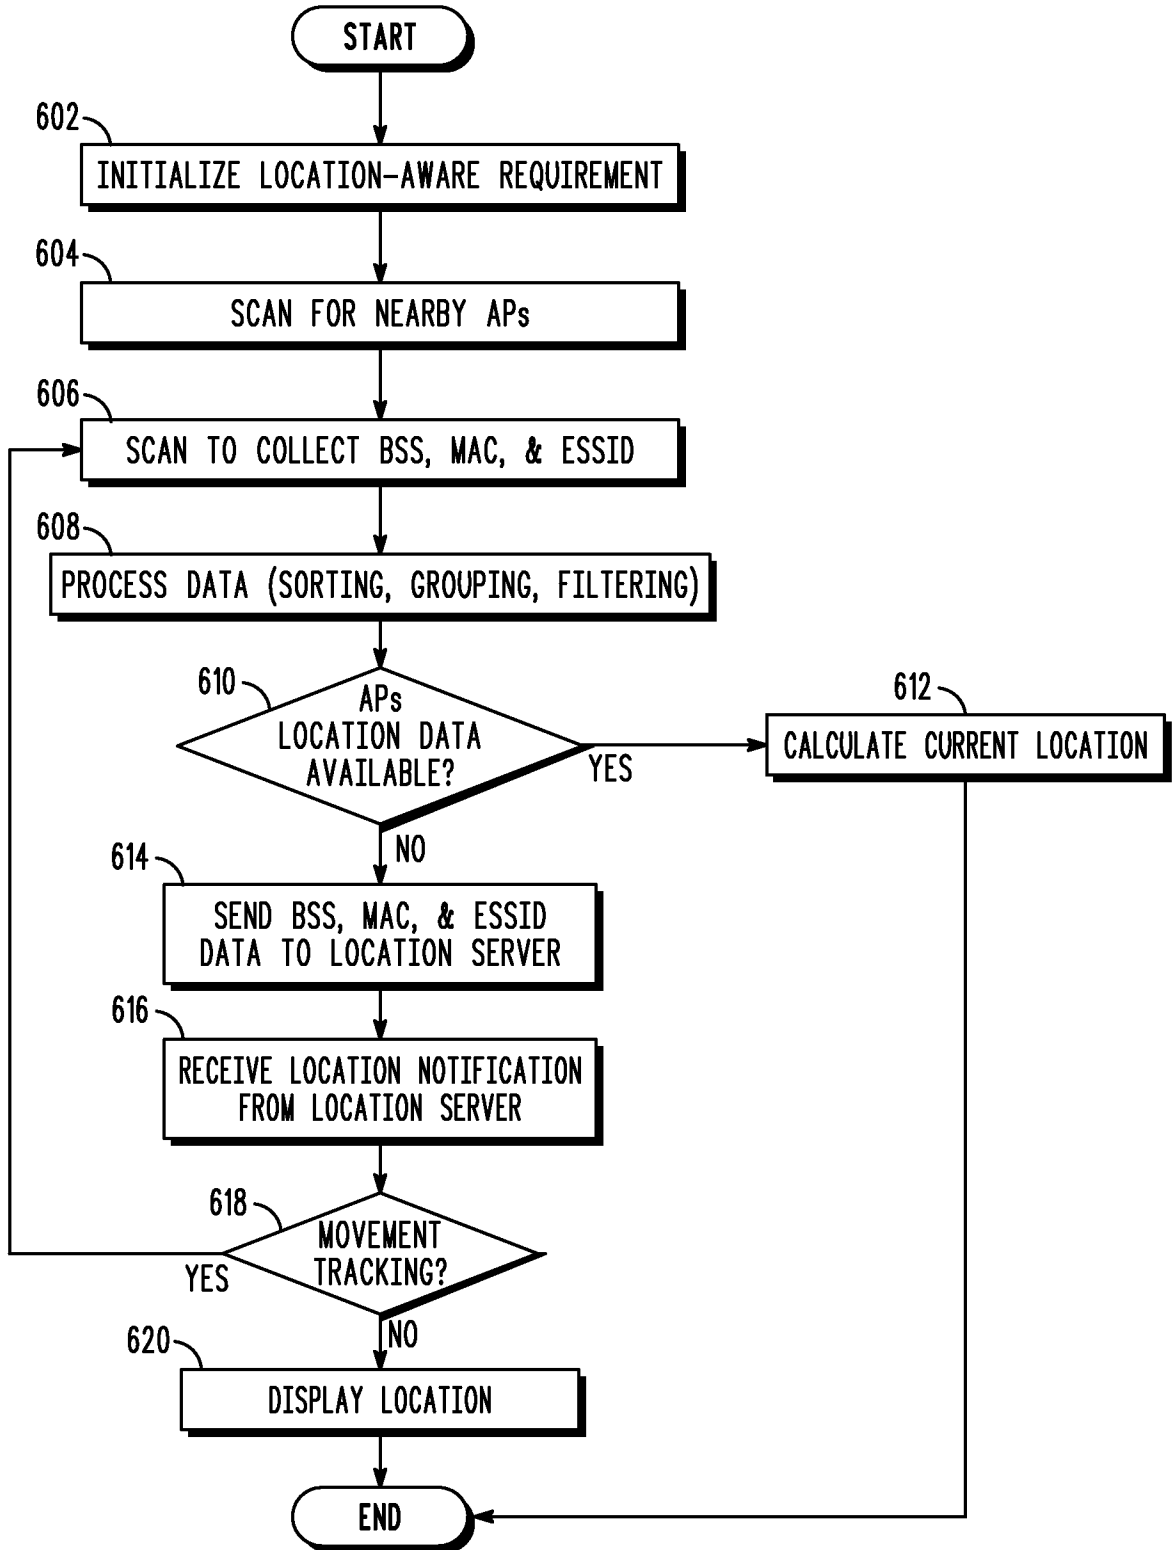 START
602
INITIALIZE LOCATION-AWARE REQUIREMENT
604
SCAN FOR NEARBY APs
606
SCAN TO COLLECT BSS, MAC, & ESSID
608
PROCESS DATA (SORTING, GROUPING, FILTERING)
610
APs
LOCATION DATA
AVAILABLE?
YES
612
CALCULATE CURRENT LOCATION
NO
614
SEND BSS, MAC, & ESSID
DATA TO LOCATION SERVER
616
RECEIVE LOCATION NOTIFICATION
FROM LOCATION SERVER
618
MOVEMENT
TRACKING?
YES
NO
620
DISPLAY LOCATION
END